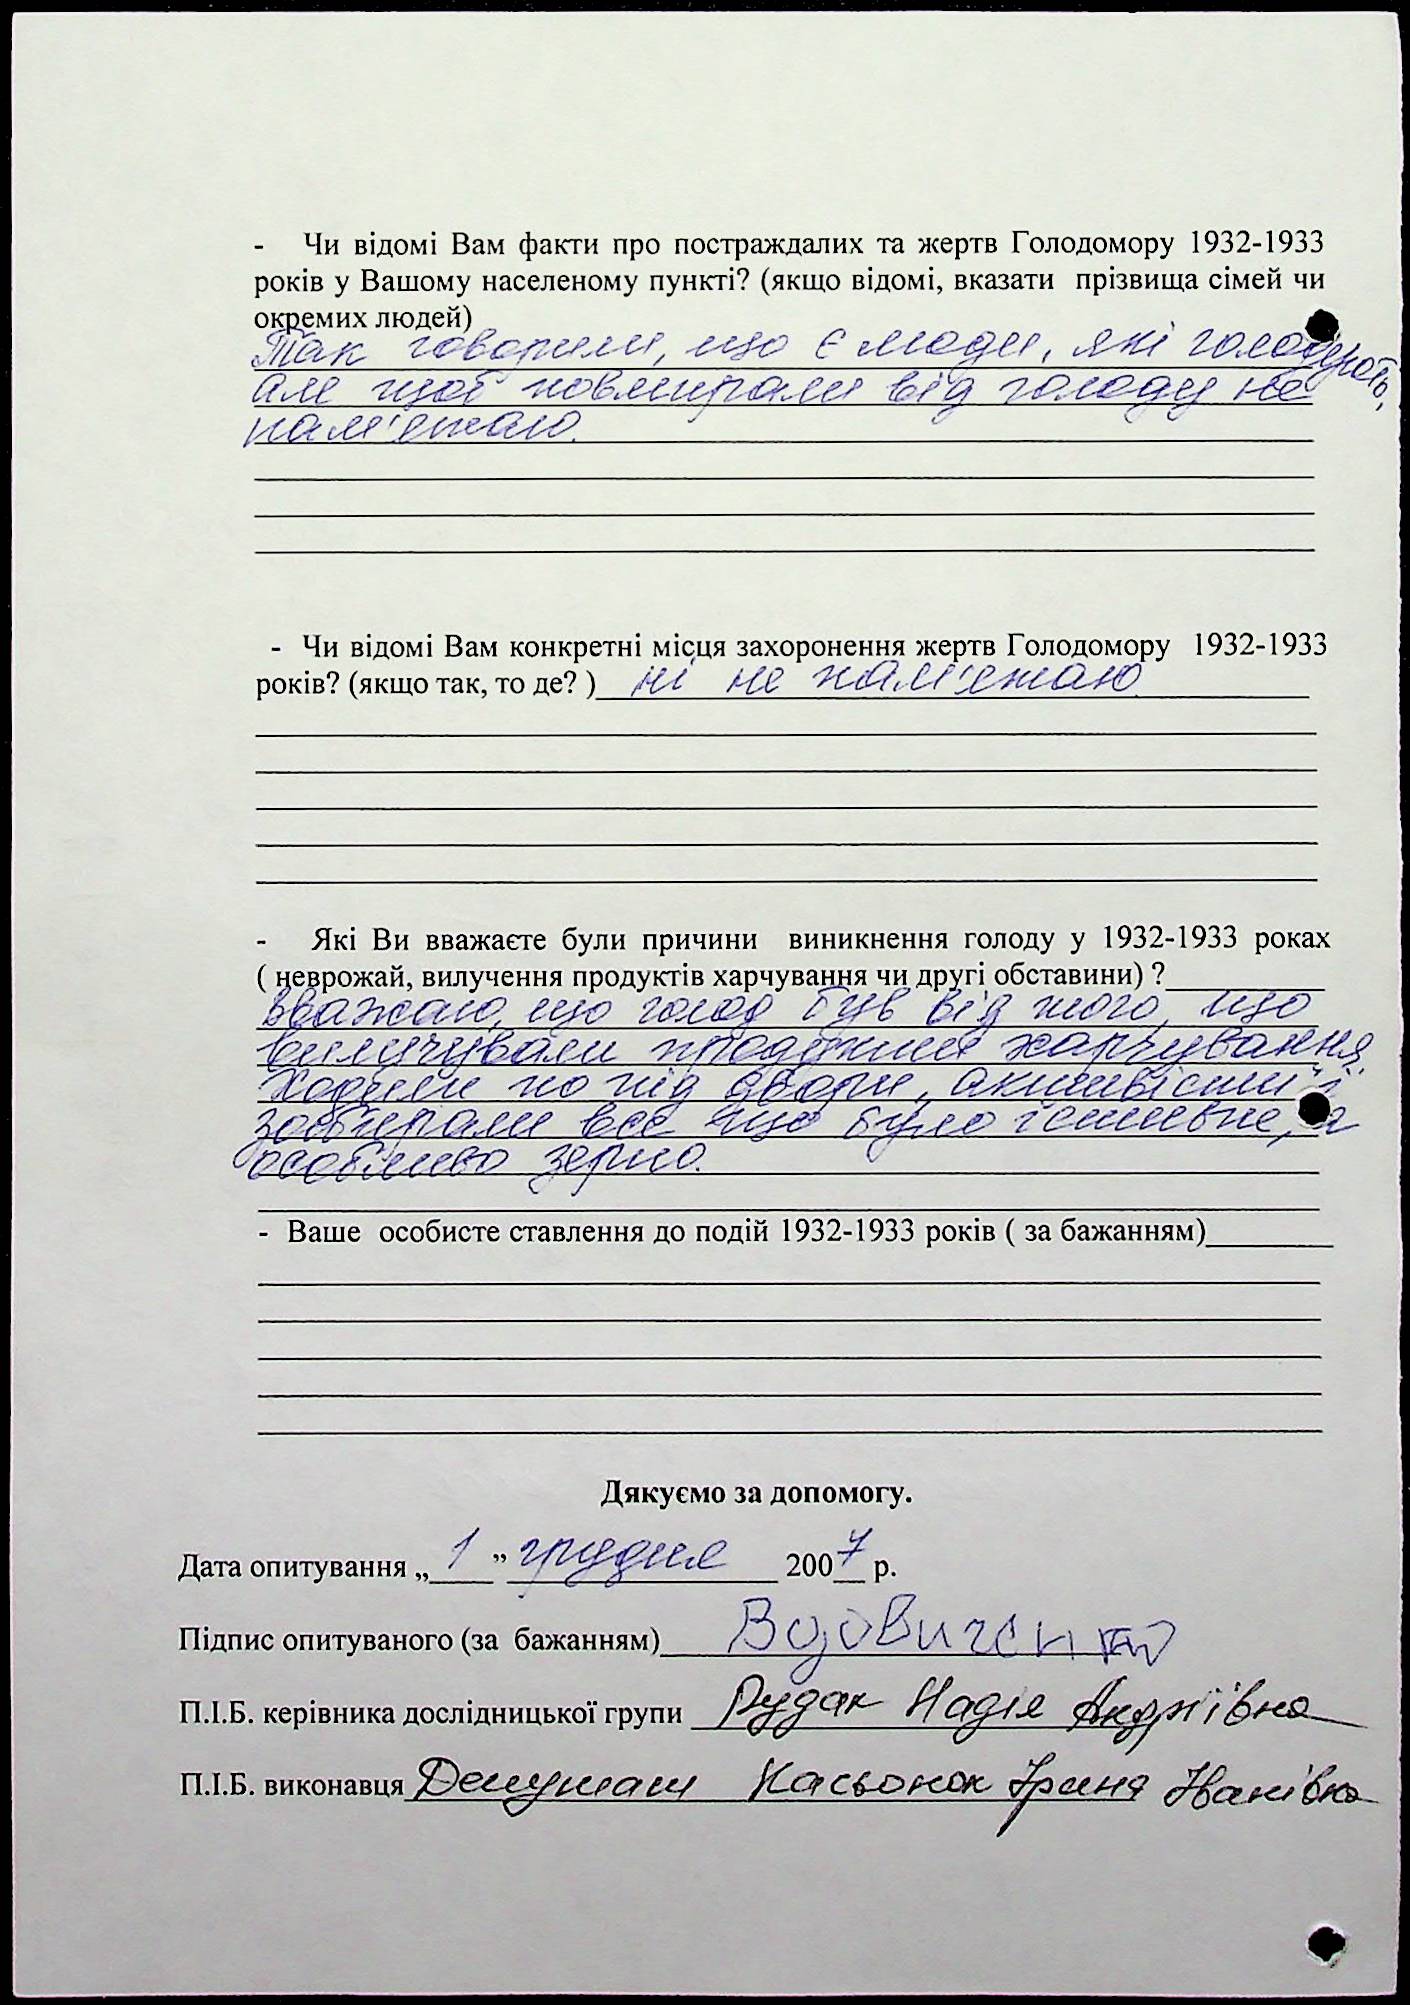 - Чи відомі Вам факти про постраждалих та жертв Голодомору 1932-1933
років у Вашому населеному пункті? (якщо відомі, вказати прізвища сімей чи
окремих людей)
Так говорили, що є люди, які голодують,
але щоб повмирали від голоду не
пам'ятаю.
- Чи відомі Вам конкретні місця захоронення жертв Голодомору 1932-1933
років? (якщо так, то де? ) ні не пам'ятаю
- Які Ви вважаєте були причини виникнення голоду у 1932-1933 роках
( неврожай, вилучення продуктів харчування чи другі обставини) ?
Вважаю, що голод був від того, що
вилучували продукти харчування.
Ходили по під двори „активісти" і
забирали все що було їстивне, а
особливо зерно.
- Ваше особисте ставлення до подій 1932-1933 років ( за бажанням)
Дякуємо за допомогу.
Дата опитування „ 1 " грудня 2007 р.
Підпис опитуваного (за бажанням) Вдовиченко
П.І.Б. керівника дослідницької групи Рудак Надія Андріївна
П.І.Б. виконавця Депутат Касьонок Ірина Іванівна